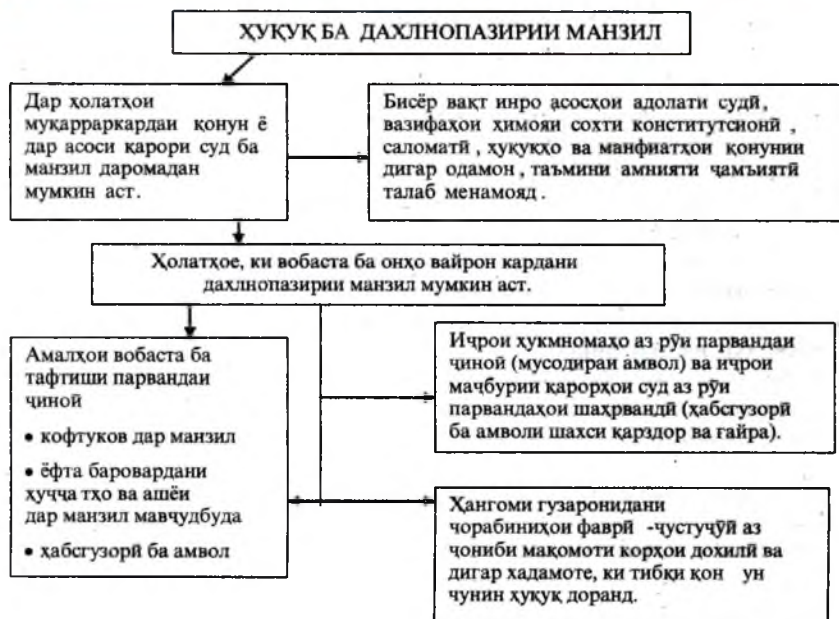 ҲУҚУҚ БА ДАХЛНОПАЗИРИИ МАНЗИЛ
Дар ҳолатҳои
муқарраркардаи қонун ё
дар асоси қарори суд ба
манзил даромадан
мумкин аст.
Бисёр вақт инро асосҳои адолати судӣ,
вазифаҳои ҳимояи сохти конститутсионӣ ,
саломатӣ , ҳуқуқҳо ва манфиатҳои қонунии
дигар одамон , таъмини амнияти ҷамъиятӣ
талаб менамояд .
Ҳолатҳое, ки вобаста ба онҳо вайрон кардани
дахлнопазирии манзил мумкин аст.
Амалҳои вобаста ба
тафтиши парвандаи
ҷиноӣ
• кофтуков дар манзил
• ёфта баровардани
ҳуҷҷа тҳо ва ашёи
дар манзил мавҷудбуда
• ҳабсгузорӣ ба амвол
Иҷрои ҳукмномаҳо аз рӯи парвандаи
ҷиноӣ (мусодираи амвол) ва иҷрои
маҷбурии қарорҳои суд аз рӯи
парвандаҳои шаҳрвандӣ (ҳабсгузорӣ
ба амволи шахси қарздор ва ғайра).
Ҳангоми гузаронидани
чорабиниҳои фаврӣ -ҷустуҷӯӣ аз
ҷониби мақомоти корҳои дохилӣ ва
дигар хадамоте, ки тибқи қон ун
чунин ҳуқуқ доранд.